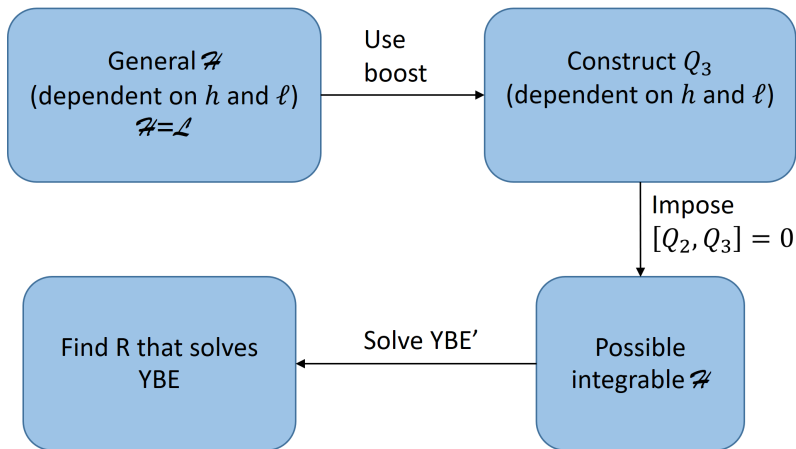 General ℋ
(dependent on ℎ and ℓ)
ℋ=ℒ
Use
boost
Construct 𝑄₃
(dependent on ℎ and ℓ)
Impose
[𝑄₂, 𝑄₃] = 0
Possible
integrable ℋ
Solve YBE’
Find R that solves
YBE